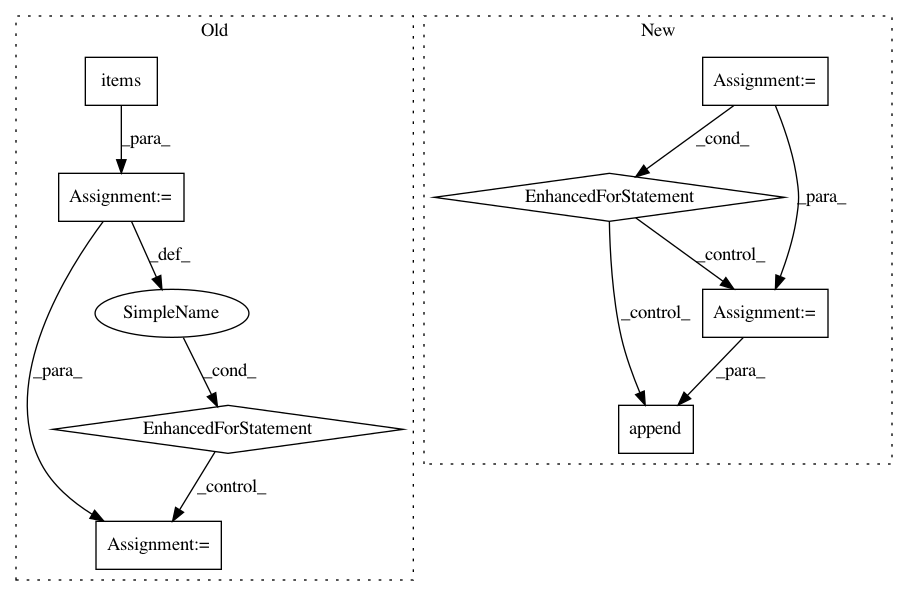 Old
New
items
Assignment:=
_para_
_cond_
Assignment:=
EnhancedForStatement
_para_
_def_
_control_
SimpleName
_control_
Assignment:=
_para_
_cond_
_para_
EnhancedForStatement
append
_control_
Assignment:=